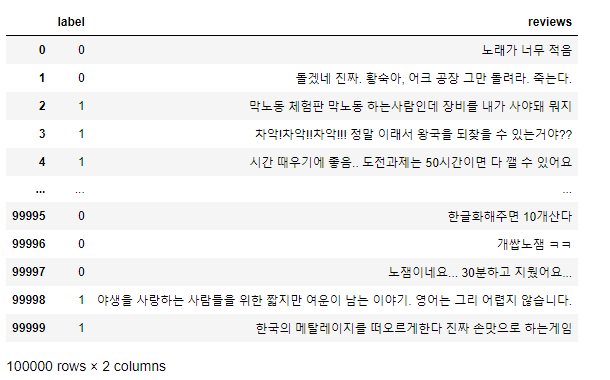 label reviews
0 0 노래가 너무 적음
1 0 돌겠네 진짜. 황숙아, 어크 공장 그만 돌려라. 죽는다.
2 1 막노동 체험판 막노동 하는사람인데 장비를 내가 사야돼 뭐지
3 1 차악!차악!!차악!!! 정말 이래서 왕국을 되찾을 수 있는거야??
4 1 시간 때우기에 좋음.. 도전과제는 50시간이면 다 깰 수 있어요
... ... ...
99995 0 한글화해주면 10개산다
99996 0 개쌉노잼 ㅋㅋ
99997 0 노잼이네요... 30분하고 지웠어요...
99998 1 야생을 사랑하는 사람들을 위한 짧지만 여운이 남는 이야기. 영어는 그리 어렵지 않습니다.
99999 1 한국의 메탈레이지를 떠오르게한다 진짜 손맛으로 하는게임
100000 rows × 2 columns